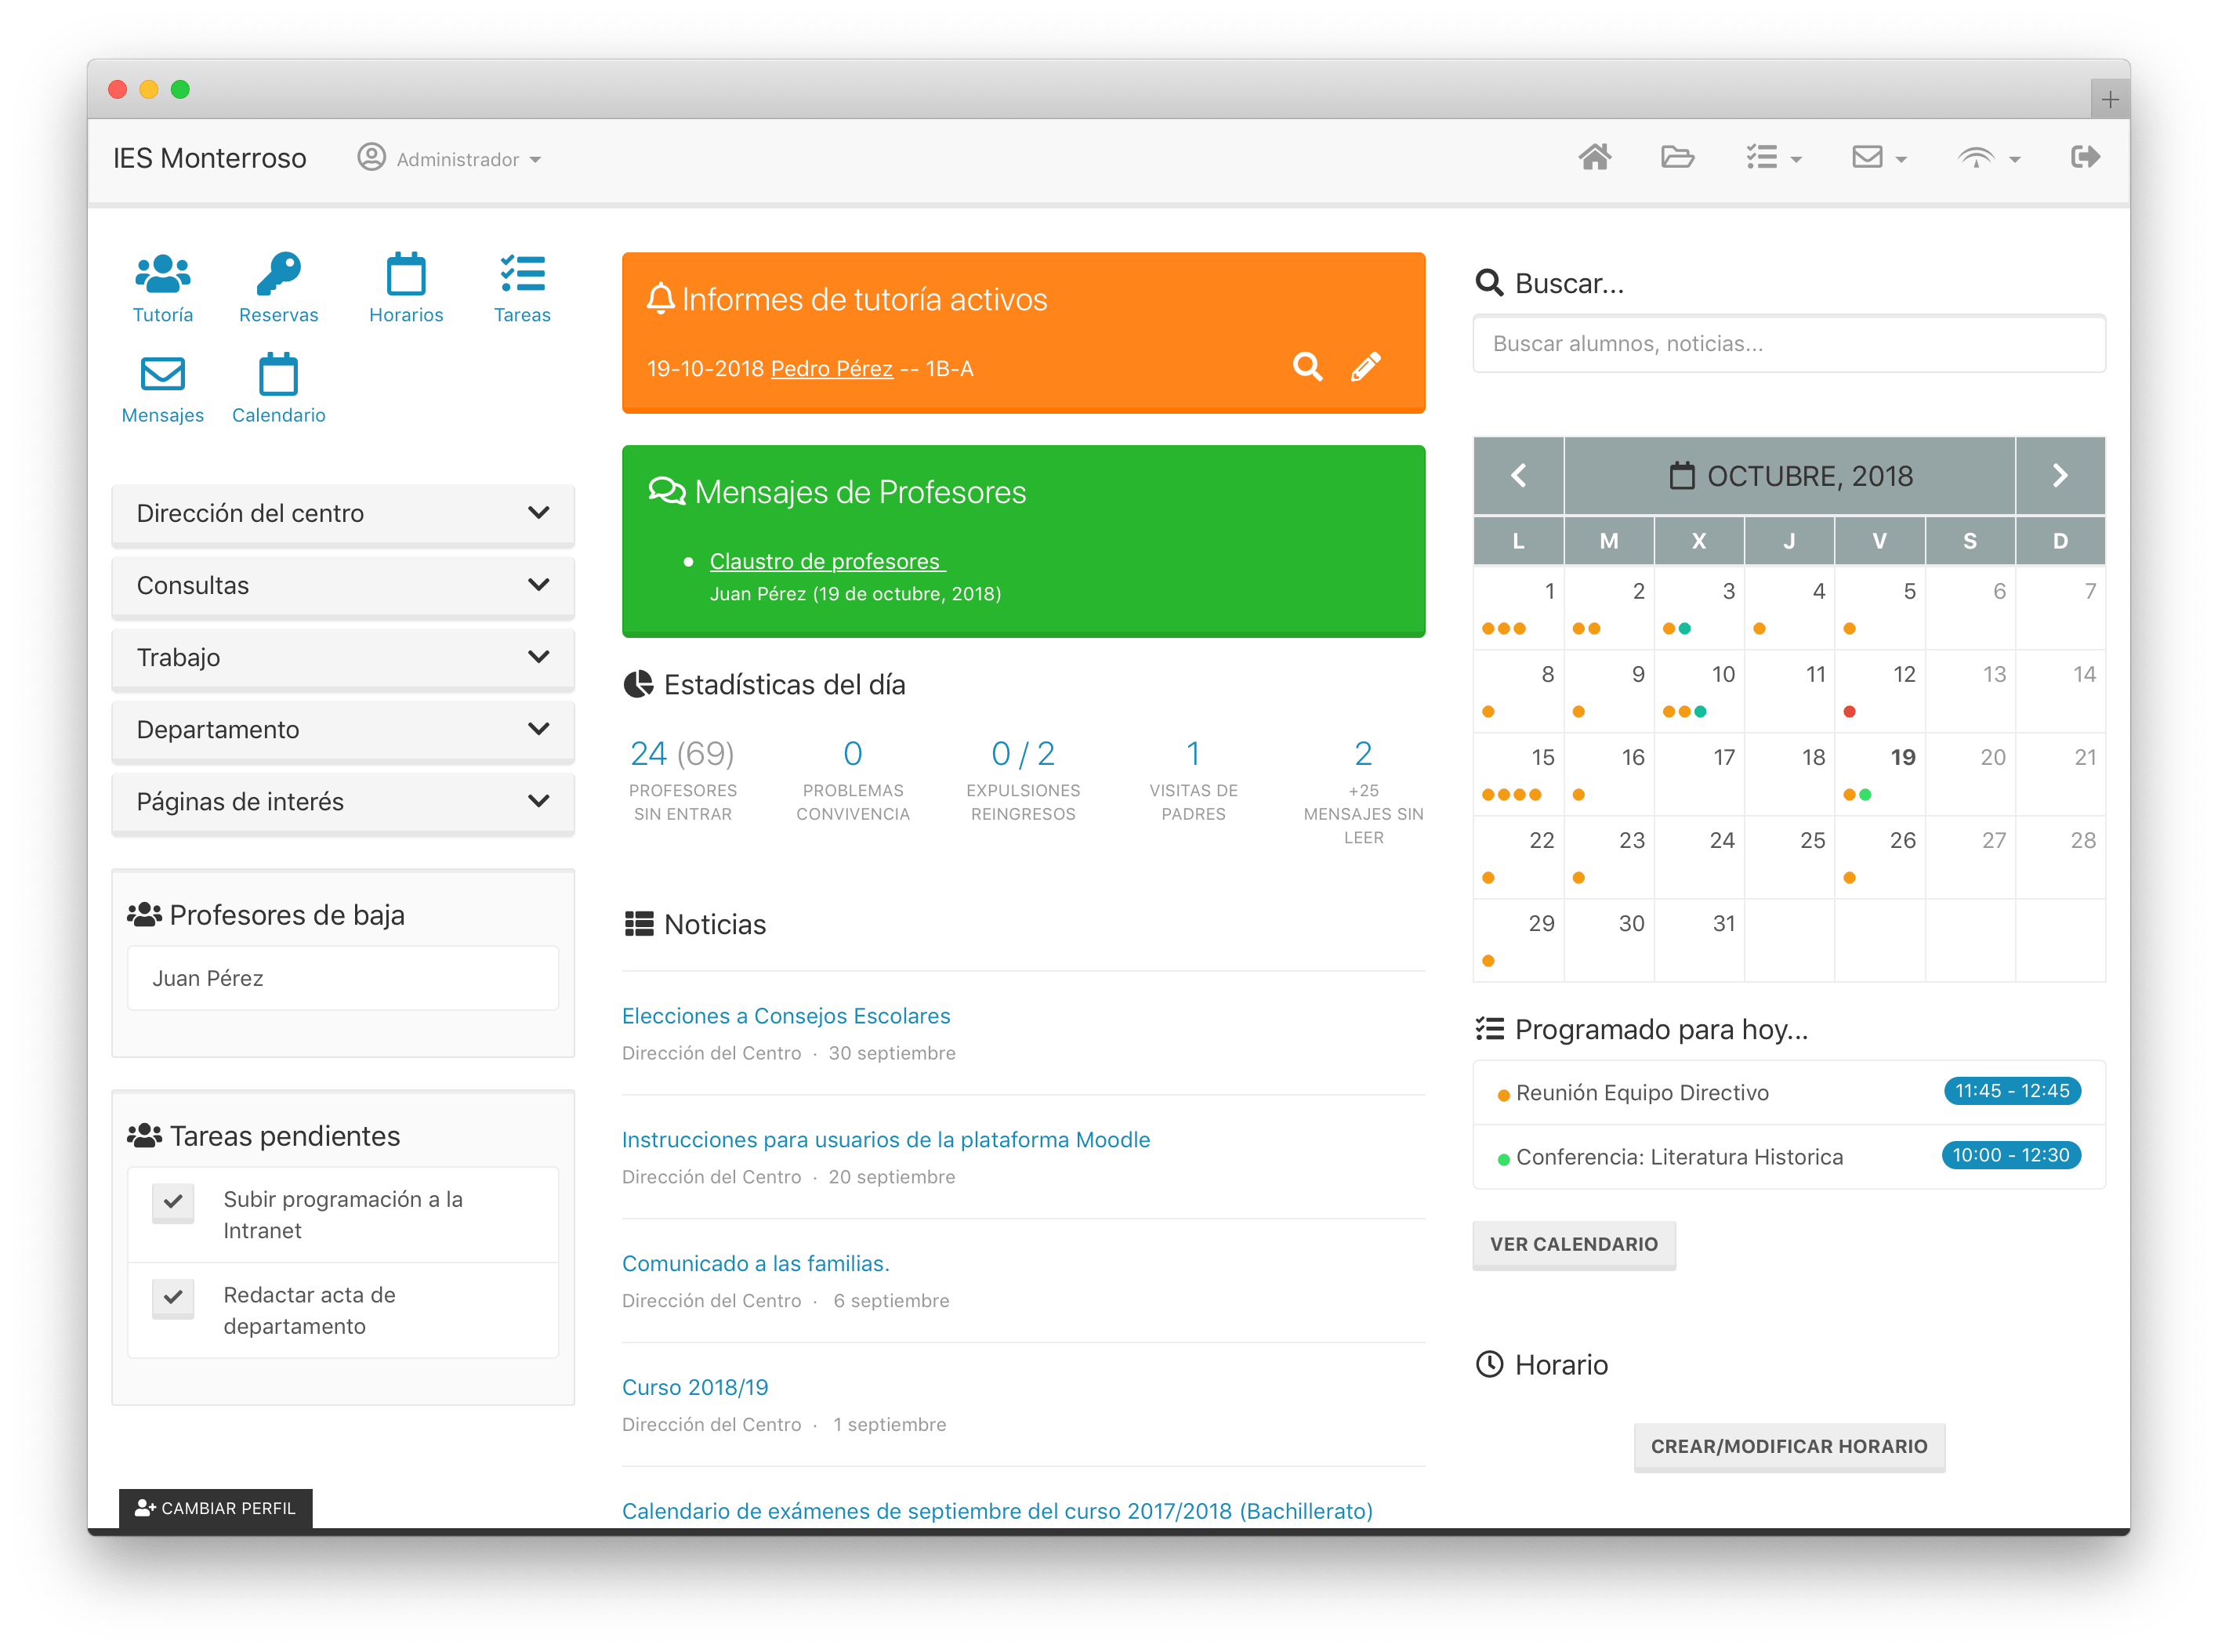 IES Monterroso
Administrador
Tutoría
Reservas
Horarios
Tareas
Mensajes
Calendario
Dirección del centro
Consultas
Trabajo
Departamento
Páginas de interés
Profesores de baja
Juan Pérez
Tareas pendientes
Subir programación a la
Intranet
Redactar acta de
departamento
CAMBIAR PERFIL
Informes de tutoría activos
19-10-2018 Pedro Pérez -- 1B-A
Mensajes de Profesores
Claustro de profesores
Juan Pérez (19 de octubre, 2018)
Estadísticas del día
24 (69)
PROFESORES
SIN ENTRAR
0
PROBLEMAS
CONVIVENCIA
0 / 2
EXPULSIONES
REINGRESOS
1
VISITAS DE
PADRES
2
+25
MENSAJES SIN
LEER
Noticias
Elecciones a Consejos Escolares
Dirección del Centro · 30 septiembre
Instrucciones para usuarios de la plataforma Moodle
Dirección del Centro · 20 septiembre
Comunicado a las familias.
Dirección del Centro · 6 septiembre
Curso 2018/19
Dirección del Centro · 1 septiembre
Calendario de exámenes de septiembre del curso 2017/2018 (Bachillerato)
Buscar...
Buscar alumnos, noticias...
OCTUBRE, 2018
L M X J V S D
1 2 3 4 5 6 7
8 9 10 11 12 13 14
15 16 17 18 19 20 21
22 23 24 25 26 27 28
29 30 31
Programado para hoy...
Reunión Equipo Directivo 11:45 - 12:45
Conferencia: Literatura Historica 10:00 - 12:30
VER CALENDARIO
Horario
CREAR/MODIFICAR HORARIO